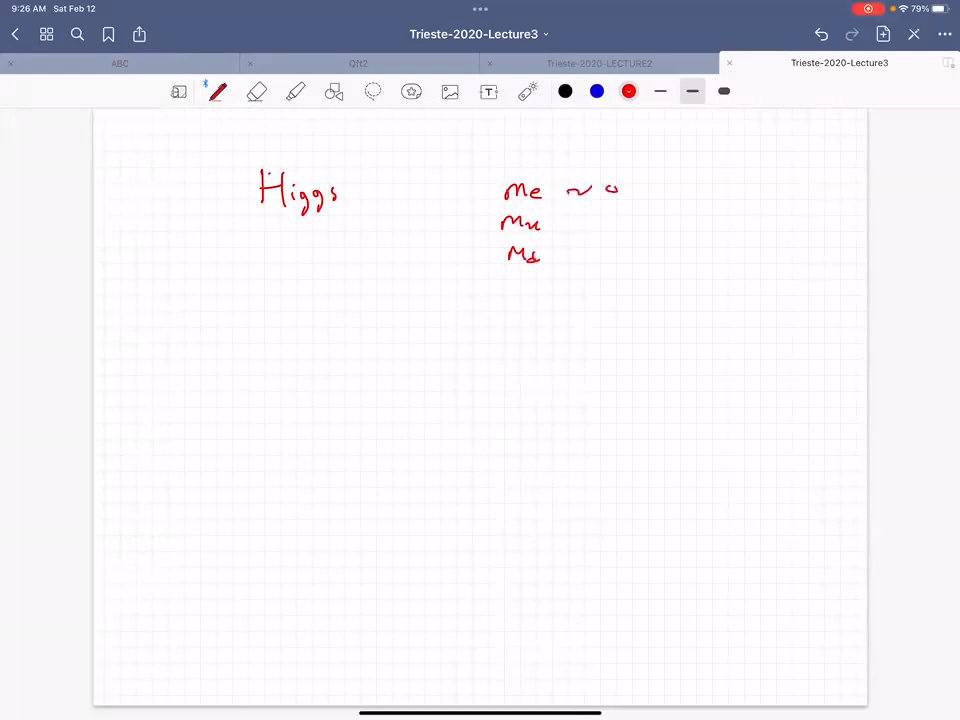 9:26 AM Sat Feb 12
79%
Trieste-2020-Lecture3
ABC
Qft2
Trieste-2020-LECTURE2
Trieste-2020-Lecture3
T
Higgs
me ~ 0
mu
md